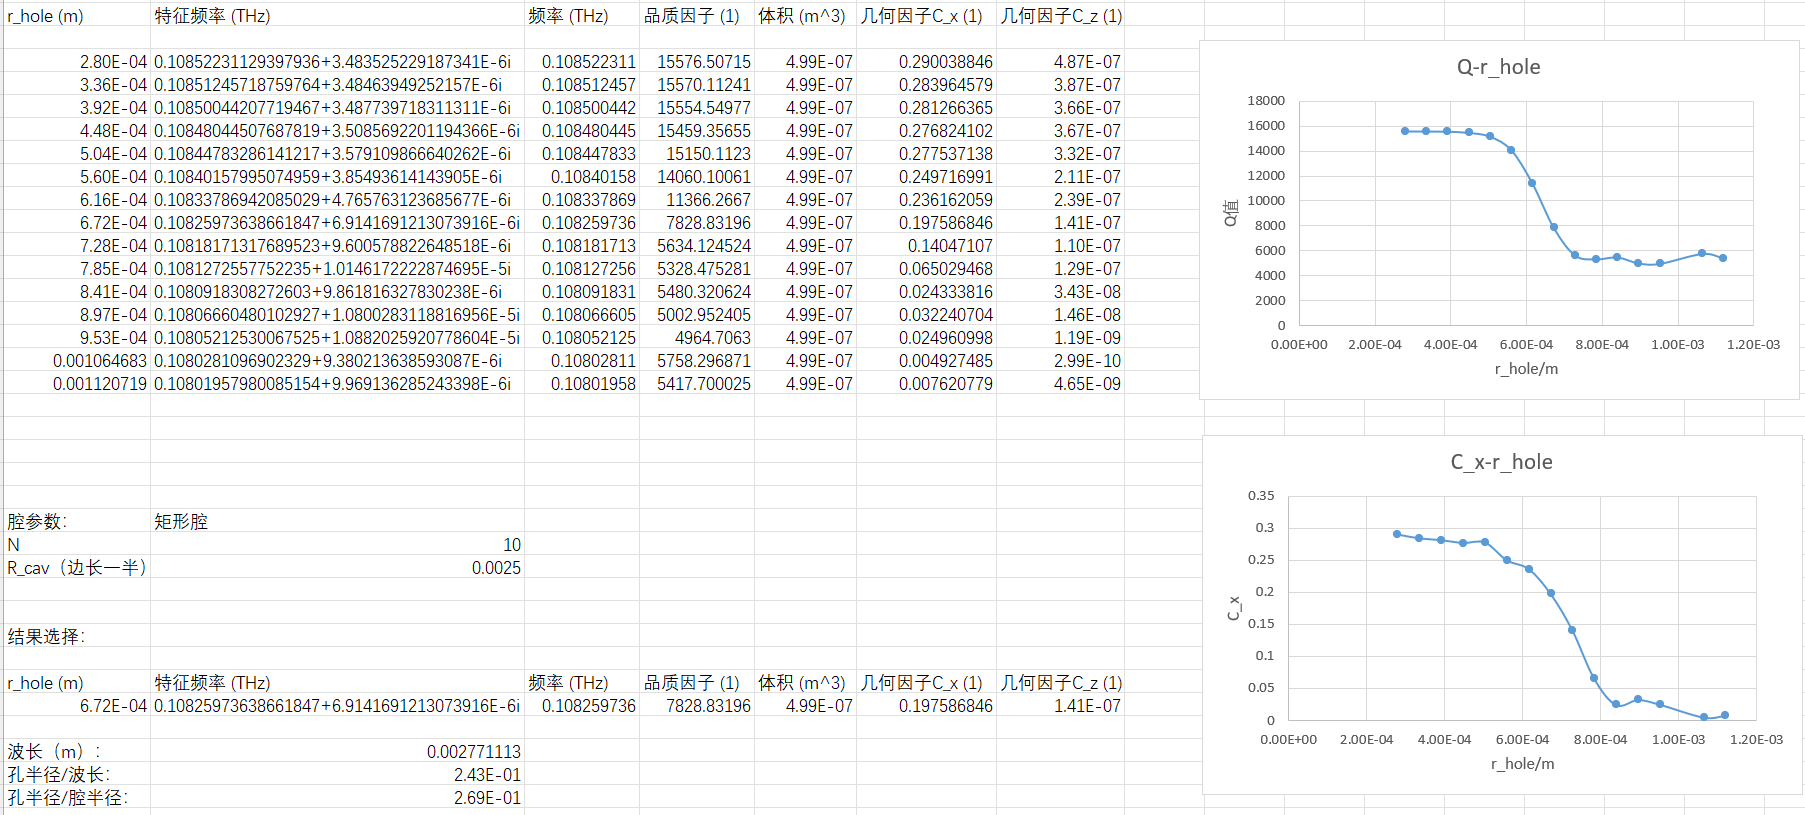 r_hole (m) 特征频率 (THz) 频率 (THz) 品质因子 (1) 体积 (m^3) 几何因子C_x (1) 几何因子C_z (1)
2.80E-04 0.10852231129397936+3.483525229187341E-6i 0.108522311 15576.50715 4.99E-07 0.290038846 4.87E-07
3.36E-04 0.10851245718759764+3.48463949252157E-6i 0.108512457 15570.11241 4.99E-07 0.283964579 3.87E-07
3.92E-04 0.10850044207719467+3.487739718311311E-6i 0.108500442 15554.54977 4.99E-07 0.281266365 3.66E-07
4.48E-04 0.10848044507687819+3.5085692201194366E-6i 0.108480445 15459.35655 4.99E-07 0.276824102 3.67E-07
5.04E-04 0.10844783286141217+3.579109866640262E-6i 0.108447833 15150.1123 4.99E-07 0.277537138 3.32E-07
5.60E-04 0.10840157995074959+3.85493614143905E-6i 0.10840158 14060.10061 4.99E-07 0.249716991 2.11E-07
6.16E-04 0.10833786942085029+4.765763123685677E-6i 0.108337869 11366.2667 4.99E-07 0.236162059 2.39E-07
6.72E-04 0.10825973638661847+6.9141691213073916E-6i 0.108259736 7828.83196 4.99E-07 0.197586846 1.41E-07
7.28E-04 0.10818171317689523+9.600578822648518E-6i 0.108181713 5634.124524 4.99E-07 0.14047107 1.10E-07
7.85E-04 0.1081272557752235+1.0146172222874695E-5i 0.108127256 5328.475281 4.99E-07 0.065029468 1.29E-07
8.41E-04 0.1080918308272603+9.861816327830238E-6i 0.108091831 5480.320624 4.99E-07 0.024333816 3.43E-08
8.97E-04 0.10806660480102927+1.0800283118816956E-5i 0.108066605 5002.952405 4.99E-07 0.032240704 1.46E-08
9.53E-04 0.10805212530067525+1.0882025920778604E-5i 0.108052125 4964.7063 4.99E-07 0.024960998 1.19E-09
0.001064683 0.1080281096902329+9.380213638593087E-6i 0.10802811 5758.296871 4.99E-07 0.004927485 2.99E-10
0.001120719 0.10801957980085154+9.969136285243398E-6i 0.10801958 5417.700025 4.99E-07 0.007620779 4.65E-09
腔参数: 矩形腔
N 10
R_cav（边长一半） 0.0025
结果选择:
r_hole (m) 特征频率 (THz) 频率 (THz) 品质因子 (1) 体积 (m^3) 几何因子C_x (1) 几何因子C_z (1)
6.72E-04 0.10825973638661847+6.9141691213073916E-6i 0.108259736 7828.83196 4.99E-07 0.197586846 1.41E-07
波长（m）: 0.002771113
孔半径/波长: 2.43E-01
孔半径/腔半径: 2.69E-01
Q-r_hole
18000
16000
14000
12000
10000
8000
6000
4000
2000
0
Q值
0.00E+00 2.00E-04 4.00E-04 6.00E-04 8.00E-04 1.00E-03 1.20E-03
r_hole/m
C_x-r_hole
0.35
0.3
0.25
0.2
0.15
0.1
0.05
0
C_x
0.00E+00 2.00E-04 4.00E-04 6.00E-04 8.00E-04 1.00E-03 1.20E-03
r_hole/m